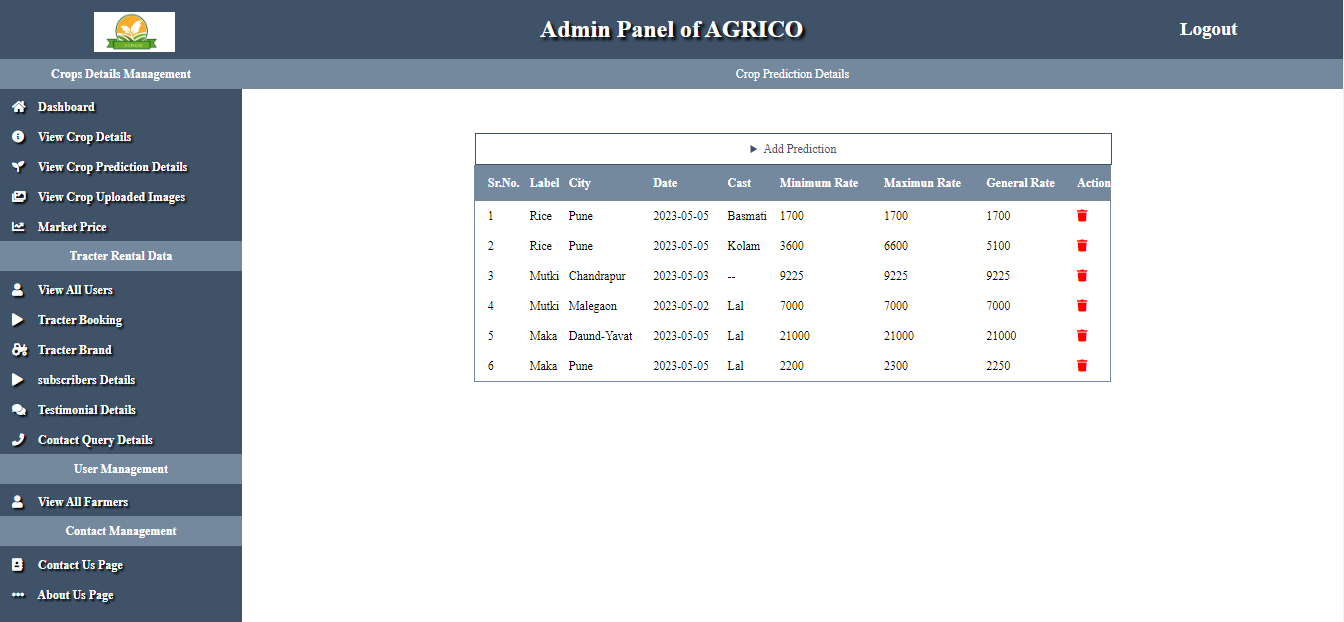 Admin Panel of AGRICO
Logout
Crops Details Management
Crop Prediction Details
Dashboard
View Crop Details
View Crop Prediction Details
View Crop Uploaded Images
Market Price
Tracter Rental Data
View All Users
Tracter Booking
Tracter Brand
subscribers Details
Testimonial Details
Contact Query Details
User Management
View All Farmers
Contact Management
Contact Us Page
About Us Page
Add Prediction
Sr.No. Label City Date Cast Minimum Rate Maximun Rate General Rate Action
1 Rice Pune 2023-05-05 Basmati 1700 1700 1700
2 Rice Pune 2023-05-05 Kolam 3600 6600 5100
3 Mutki Chandrapur 2023-05-03 -- 9225 9225 9225
4 Mutki Malegaon 2023-05-02 Lal 7000 7000 7000
5 Maka Daund-Yavat 2023-05-05 Lal 21000 21000 21000
6 Maka Pune 2023-05-05 Lal 2200 2300 2250